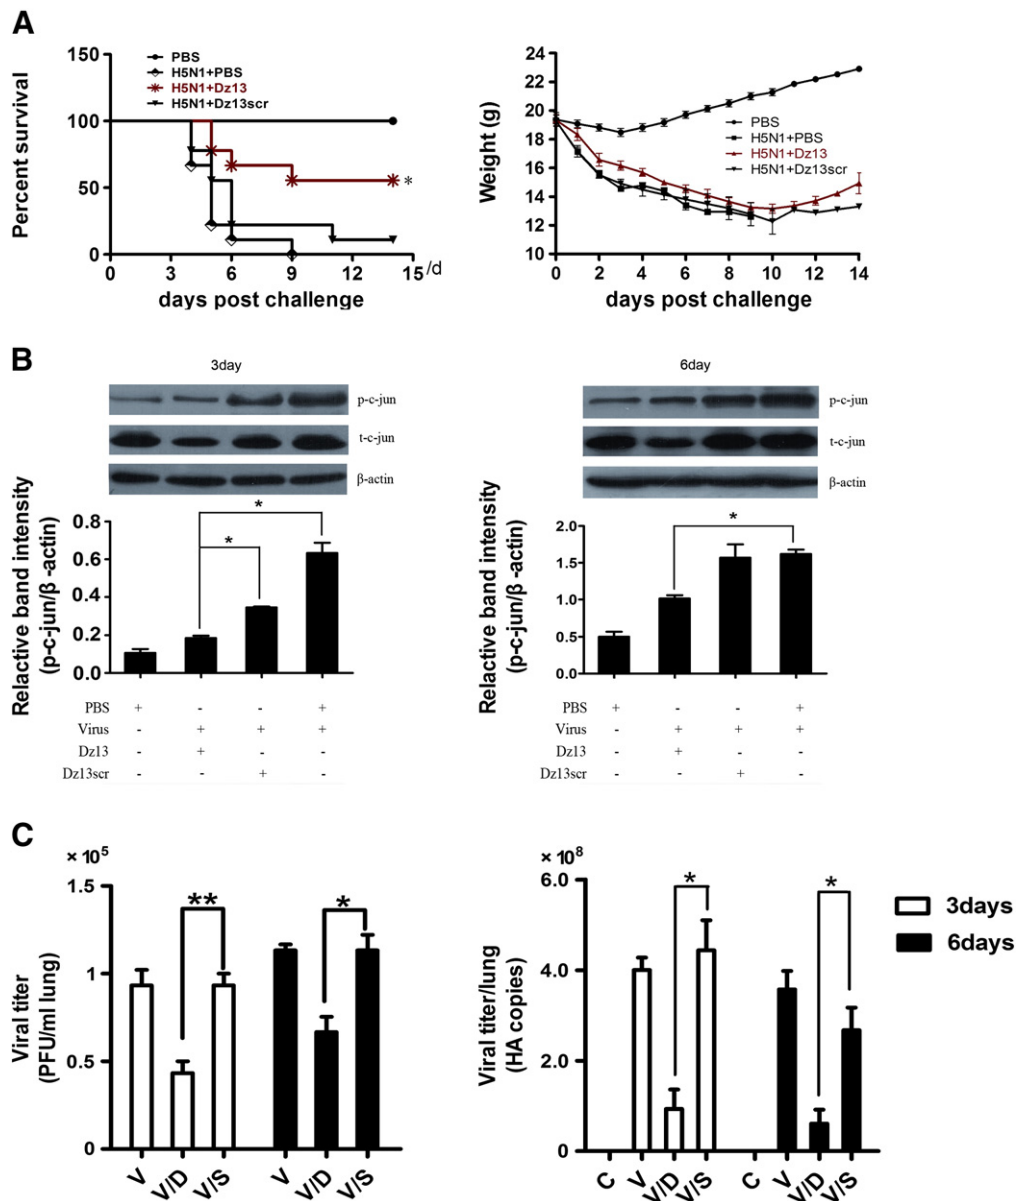 A
150
100
50
0
Percent survival
PBS
H5N1+PBS
H5N1+Dz13
H5N1+Dz13scr
*
0 3 6 9 12 15 /d
days post challenge
24
22
20
18
16
14
12
10
Weight (g)
PBS
H5N1+PBS
H5N1+Dz13
H5N1+Dz13scr
0 2 4 6 8 10 12 14
days post challenge
B
3day
p-c-jun
t-c-jun
β-actin
Relactive band intensity
(p-c-jun/β -actin)
0.8
0.6
0.4
0.2
0.0
*
*
PBS + - - +
Virus - + + +
Dz13 - + - -
Dz13scr - - + -
6day
p-c-jun
t-c-jun
β-actin
Relactive band intensity
(p-c-jun/β -actin)
2.0
1.5
1.0
0.5
0.0
*
PBS + - - +
Virus - + + +
Dz13 - + - -
Dz13scr - - + -
C
× 10⁵
1.5
1
0.5
0
Viral titer
(PFU/ml lung)
** *
V V/D V/S V V/D V/S
× 10⁸
6.0
4.0
2.0
0
Viral titer/lung
(HA copies)
* *
C V V/D V/S C V V/D V/S
3days
6days